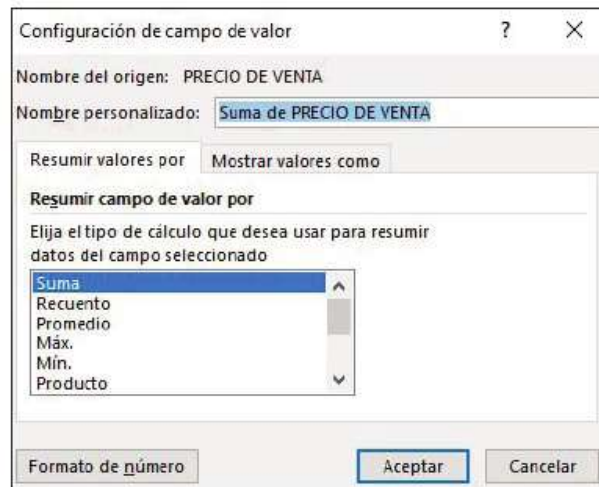 Configuración de campo de valor ? X
Nombre del origen: PRECIO DE VENTA
Nombre personalizado: Suma de PRECIO DE VENTA
Resumir valores por Mostrar valores como
Resumir campo de valor por
Elija el tipo de cálculo que desea usar para resumir
datos del campo seleccionado
Suma
Recuento
Promedio
Máx.
Mín.
Producto
Formato de número Aceptar Cancelar